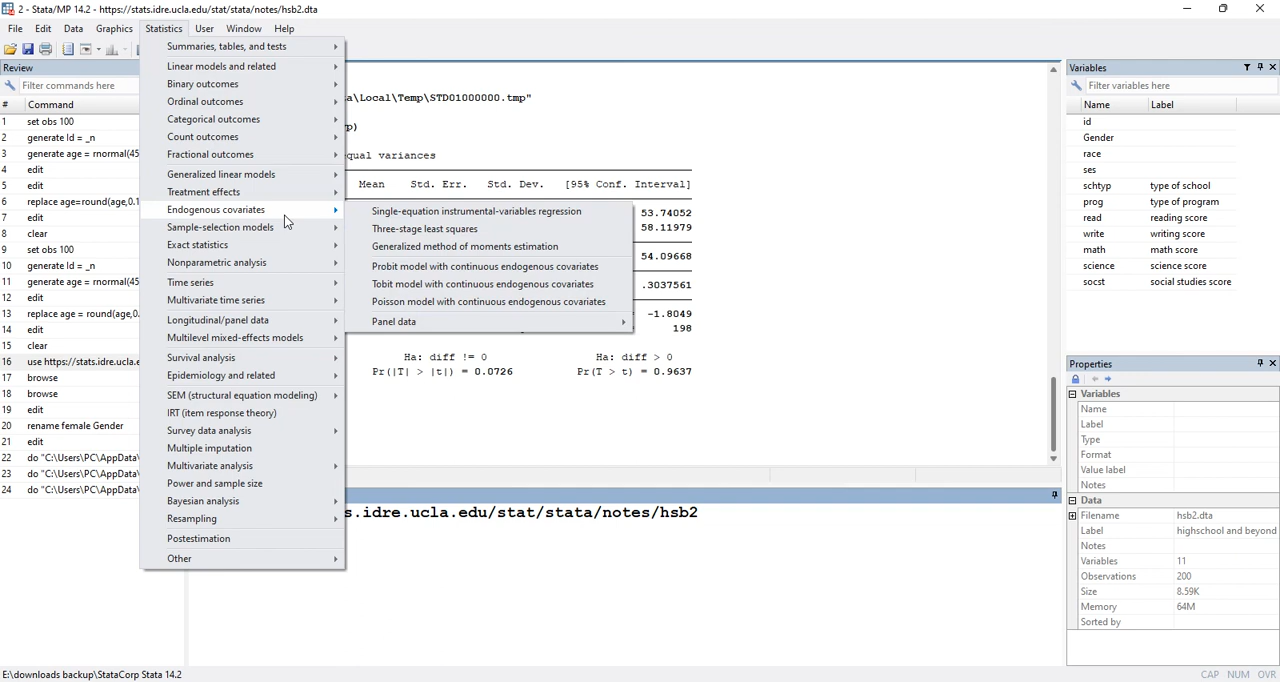 2 - Stata/MP 14.2 - https://stats.idre.ucla.edu/stat/stata/notes/hsb2.dta
File Edit Data Graphics Statistics User Window Help
Review
Filter commands here
# Command
1 set obs 100
2 generate Id = _n
3 generate age = rnormal(45
4 edit
5 edit
6 replace age=round(age,0.1
7 edit
8 clear
9 set obs 100
10 generate Id = _n
11 generate age = rnormal(45
12 edit
13 replace age = round(age,0.
14 edit
15 clear
16 use https://stats.idre.ucla.e
17 browse
18 browse
19 edit
20 rename female Gender
21 edit
22 do "C:\Users\PC\AppData\
23 do "C:\Users\PC\AppData\
24 do "C:\Users\PC\AppData\
Summaries, tables, and tests
Linear models and related
Binary outcomes
Ordinal outcomes
Categorical outcomes
Count outcomes
Fractional outcomes
Generalized linear models
Treatment effects
Endogenous covariates
Sample-selection models
Exact statistics
Nonparametric analysis
Time series
Multivariate time series
Longitudinal/panel data
Multilevel mixed-effects models
Survival analysis
Epidemiology and related
SEM (structural equation modeling)
IRT (item response theory)
Survey data analysis
Multiple imputation
Multivariate analysis
Power and sample size
Bayesian analysis
Resampling
Postestimation
Other
Single-equation instrumental-variables regression
Three-stage least squares
Generalized method of moments estimation
Probit model with continuous endogenous covariates
Tobit model with continuous endogenous covariates
Poisson model with continuous endogenous covariates
Panel data
a\Local\Temp\STD01000000.tmp"
p)
qual variances
Mean Std. Err. Std. Dev. [95% Conf. Interval]
53.74052
58.11979
54.09668
.3037561
-1.8049
198
Ha: diff != 0 Ha: diff > 0
Pr(|T| > |t|) = 0.0726 Pr(T > t) = 0.9637
s.idre.ucla.edu/stat/stata/notes/hsb2
Variables
Filter variables here
Name Label
id
Gender
race
ses
schtyp type of school
prog type of program
read reading score
write writing score
math math score
science science score
socst social studies score
Properties
Variables
Name
Label
Type
Format
Value label
Notes
Data
Filename hsb2.dta
Label highschool and beyond
Notes
Variables 11
Observations 200
Size 8.59K
Memory 64M
Sorted by
E:\downloads backup\StataCorp Stata 14.2
CAP NUM OVR